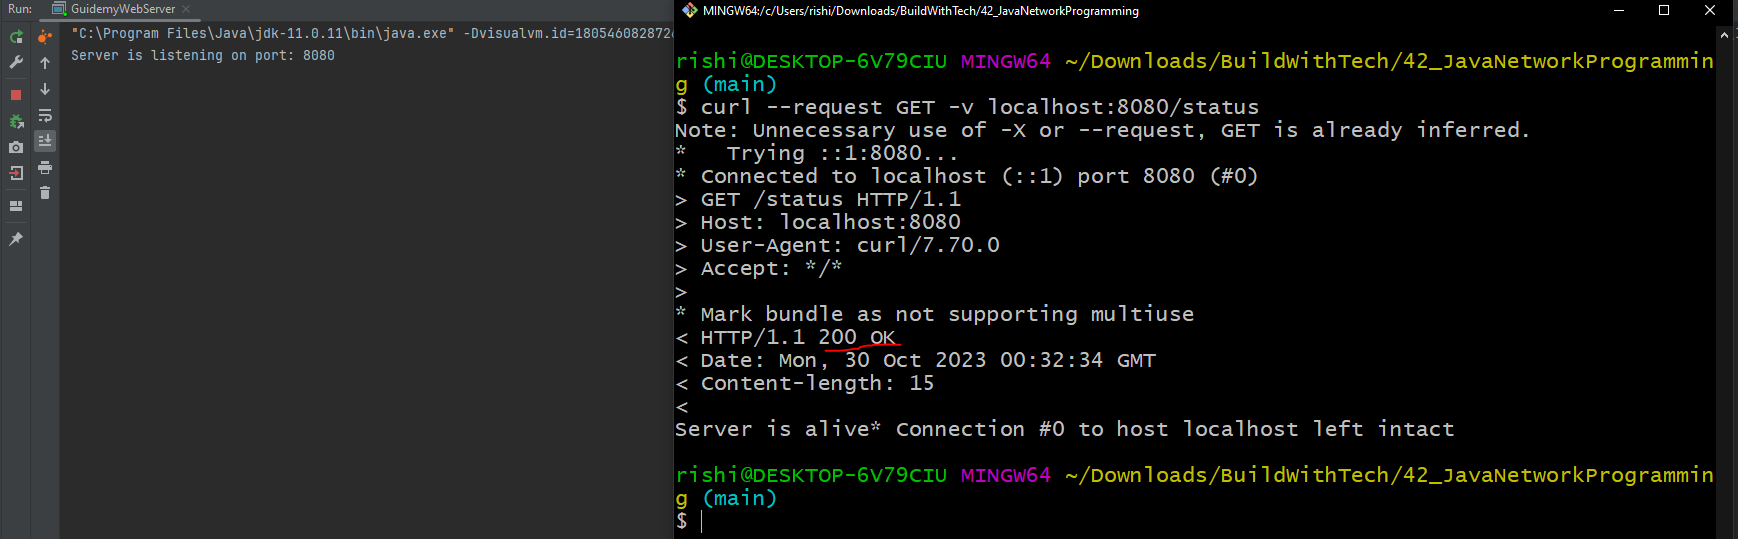 Run: GuidemyWebServer
"C:\Program Files\Java\jdk-11.0.11\bin\java.exe" -Dvisualvm.id=1805460828726
Server is listening on port: 8080
MINGW64:/c/Users/rishi/Downloads/BuildWithTech/42_JavaNetworkProgramming
rishi@DESKTOP-6V79CIU MINGW64 ~/Downloads/BuildWithTech/42_JavaNetworkProgrammin
g (main)
$ curl --request GET -v localhost:8080/status
Note: Unnecessary use of -X or --request, GET is already inferred.
*   Trying ::1:8080...
* Connected to localhost (::1) port 8080 (#0)
> GET /status HTTP/1.1
> Host: localhost:8080
> User-Agent: curl/7.70.0
> Accept: */*
>
* Mark bundle as not supporting multiuse
< HTTP/1.1 200 OK
< Date: Mon, 30 Oct 2023 00:32:34 GMT
< Content-length: 15
<
Server is alive* Connection #0 to host localhost left intact
rishi@DESKTOP-6V79CIU MINGW64 ~/Downloads/BuildWithTech/42_JavaNetworkProgrammin
g (main)
$